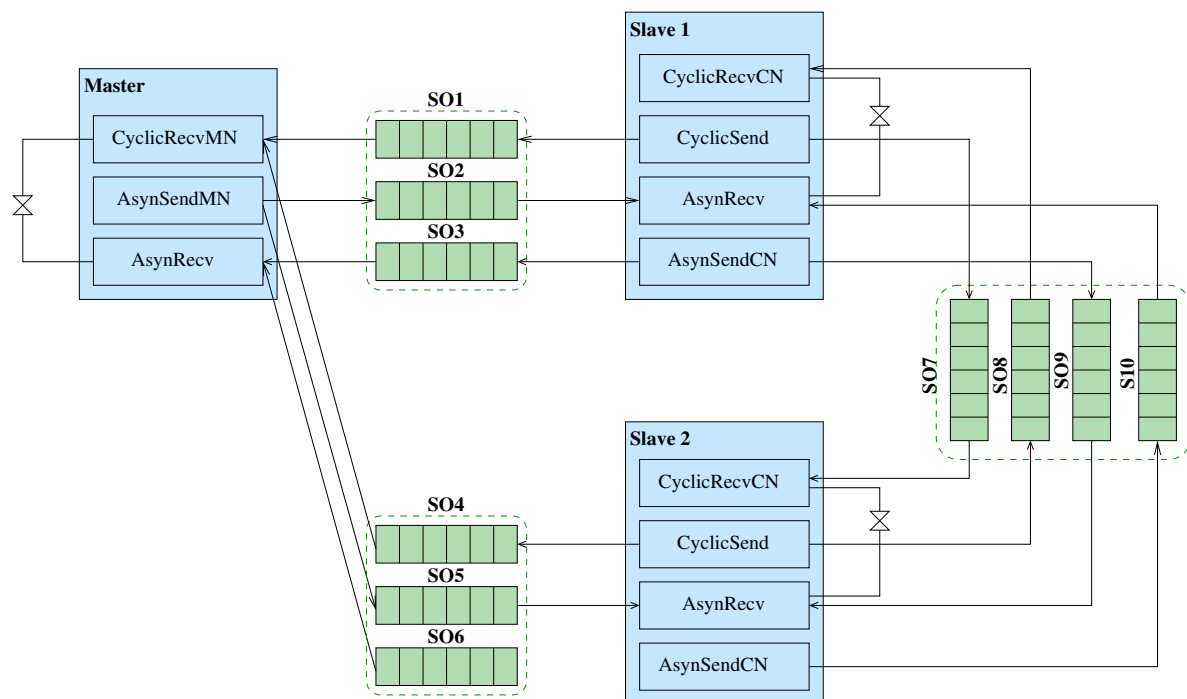 Master
CyclicRecvMN
AsynSendMN
AsynRecv
SO1
SO2
SO3
Slave 1
CyclicRecvCN
CyclicSend
AsynRecv
AsynSendCN
SO7
SO8
SO9
S10
SO4
SO5
SO6
Slave 2
CyclicRecvCN
CyclicSend
AsynRecv
AsynSendCN